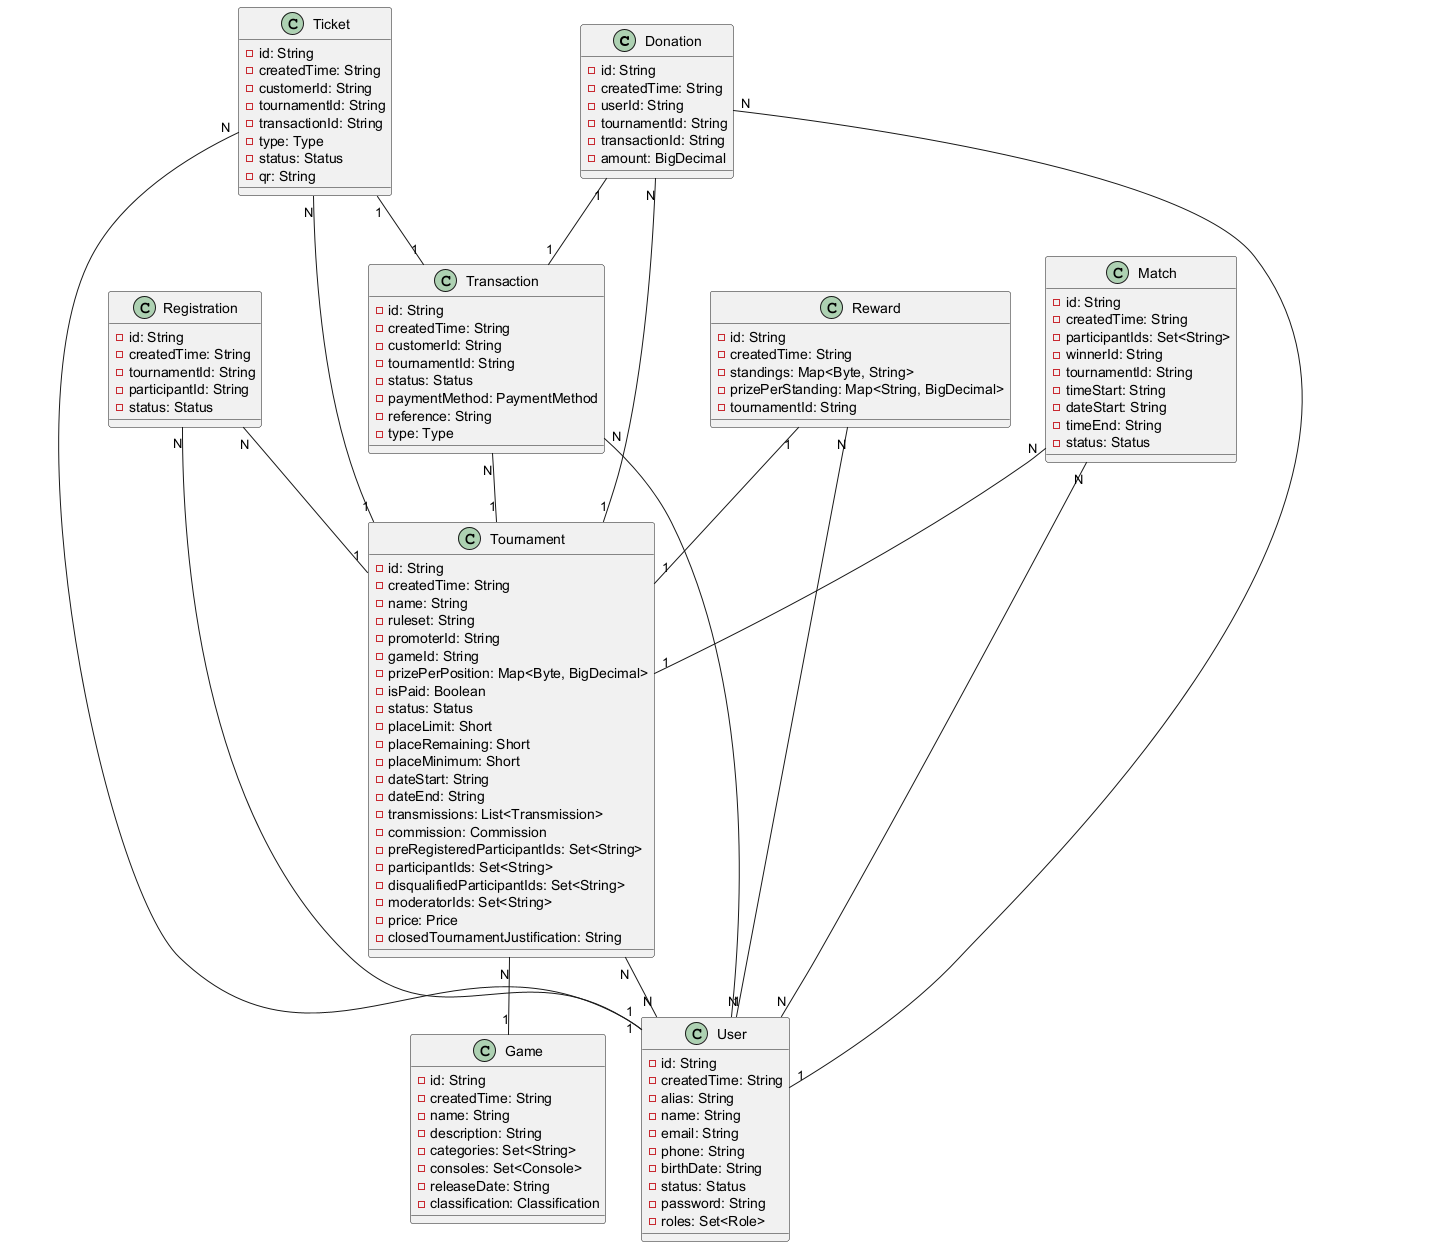 C Ticket
id: String
createdTime: String
customerId: String
tournamentId: String
transactionId: String
type: Type
status: Status
qr: String
C Donation
id: String
createdTime: String
userId: String
tournamentId: String
transactionId: String
amount: BigDecimal
N
N
N
1
1
N
1
1
C Registration
id: String
createdTime: String
tournamentId: String
participantId: String
status: Status
C Transaction
id: String
createdTime: String
customerId: String
tournamentId: String
status: Status
paymentMethod: PaymentMethod
reference: String
type: Type
C Reward
id: String
createdTime: String
standings: Map<Byte, String>
prizePerStanding: Map<String, BigDecimal>
tournamentId: String
C Match
id: String
createdTime: String
participantIds: Set<String>
winnerId: String
tournamentId: String
timeStart: String
dateStart: String
timeEnd: String
status: Status
N
N
N
N
1
N
N
N
1
1
1
1
1
1
C Tournament
id: String
createdTime: String
name: String
ruleset: String
promoterId: String
gameId: String
prizePerPosition: Map<Byte, BigDecimal>
isPaid: Boolean
status: Status
placeLimit: Short
placeRemaining: Short
placeMinimum: Short
dateStart: String
dateEnd: String
transmissions: List<Transmission>
commission: Commission
preRegisteredParticipantIds: Set<String>
participantIds: Set<String>
disqualifiedParticipantIds: Set<String>
moderatorIds: Set<String>
price: Price
closedTournamentJustification: String
N
N
1
N
N
1
N
1
1
1
C Game
id: String
createdTime: String
name: String
description: String
categories: Set<String>
consoles: Set<Console>
releaseDate: String
classification: Classification
C User
id: String
createdTime: String
alias: String
name: String
email: String
phone: String
birthDate: String
status: Status
password: String
roles: Set<Role>